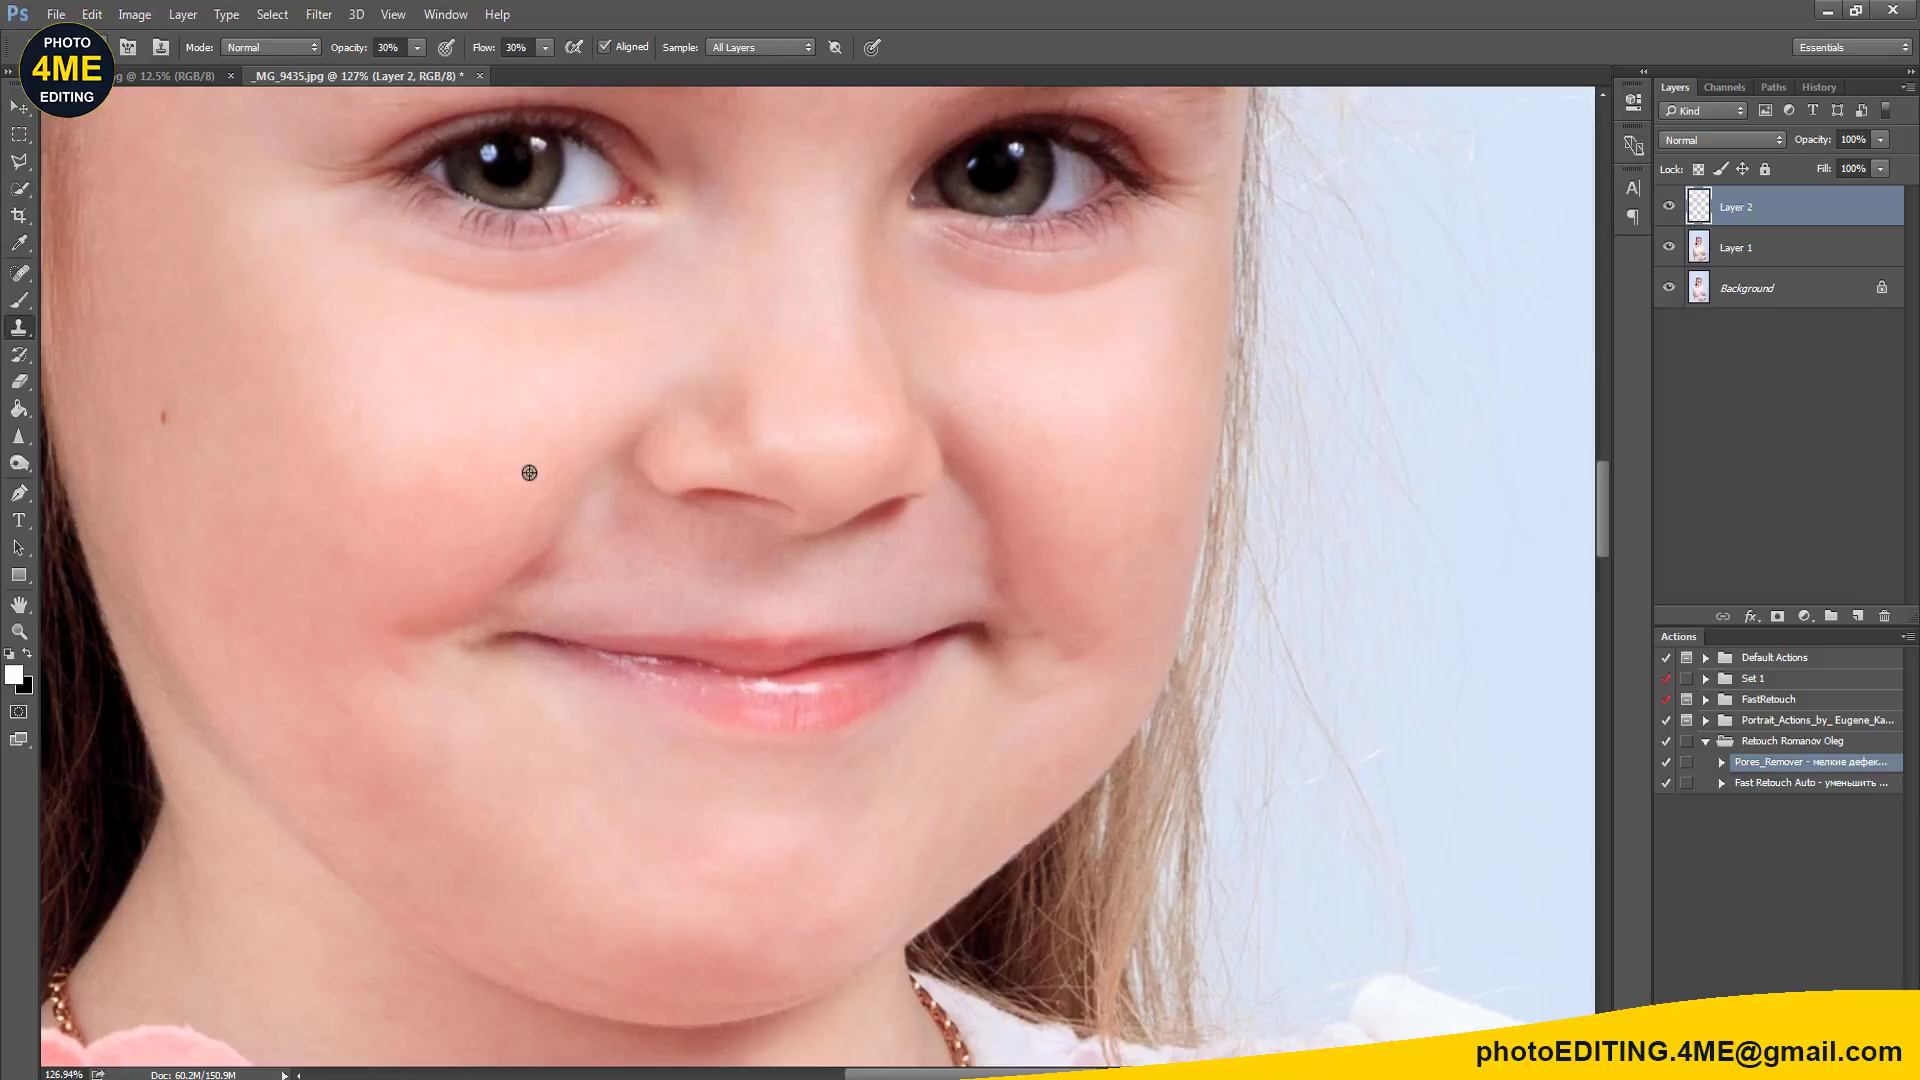 Ps File Edit Image Layer Type Select Filter 3D View Window Help
PHOTO
4ME
EDITING
Mode: Normal Opacity: 30% Flow: 30% Aligned Sample: All Layers Essentials
g @ 12.5% (RGB/8) × _MG_9435.jpg @ 127% (Layer 2, RGB/8) * ×
Layers Channels Paths History
Kind
Normal Opacity: 100%
Lock: Fill: 100%
Layer 2
Layer 1
Background
fx
Actions
Default Actions
Set 1
FastRetouch
Portrait_Actions_by_ Eugene_Ka...
Retouch Romanov Oleg
Pores_Remover - мелкие дефек...
Fast Retouch Auto - уменьшить ...
126.94% Doc: 60.2M/150.9M
photoEDITING.4ME@gmail.com